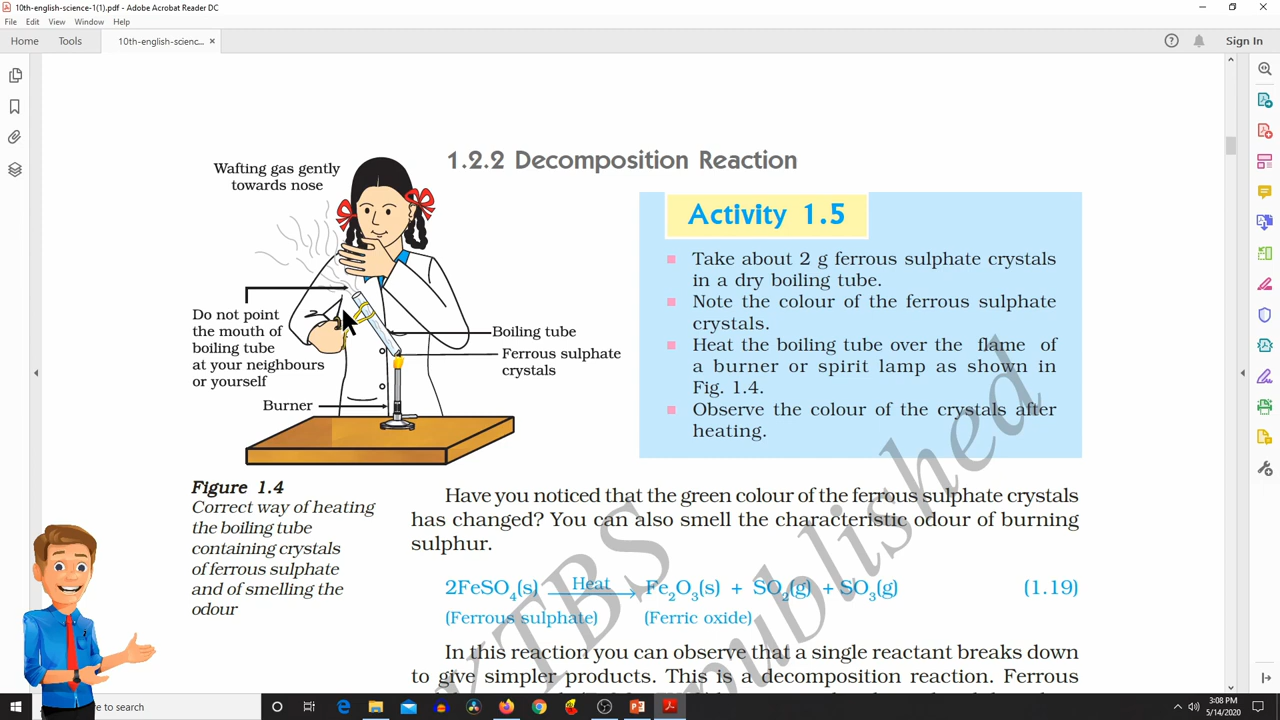 10th-english-science-1(1).pdf - Adobe Acrobat Reader DC
File Edit View Window Help
Home Tools 10th-english-scienc... × Sign In
1.2.2 Decomposition Reaction
Wafting gas gently
towards nose
Do not point
the mouth of
boiling tube
at your neighbours
or yourself
Boiling tube
Ferrous sulphate
crystals
Burner
Figure 1.4
Correct way of heating
the boiling tube
containing crystals
of ferrous sulphate
and of smelling the
odour
Activity 1.5
Take about 2 g ferrous sulphate crystals
in a dry boiling tube.
Note the colour of the ferrous sulphate
crystals.
Heat the boiling tube over the flame of
a burner or spirit lamp as shown in
Fig. 1.4.
Observe the colour of the crystals after
heating.
Have you noticed that the green colour of the ferrous sulphate crystals
has changed? You can also smell the characteristic odour of burning
sulphur.
2FeSO₄(s) Heat Fe₂O₃(s) + SO₂(g) + SO₃(g) (1.19)
(Ferrous sulphate) (Ferric oxide)
In this reaction you can observe that a single reactant breaks down
to give simpler products. This is a decomposition reaction. Ferrous
to search
3:08 PM
5/14/2020